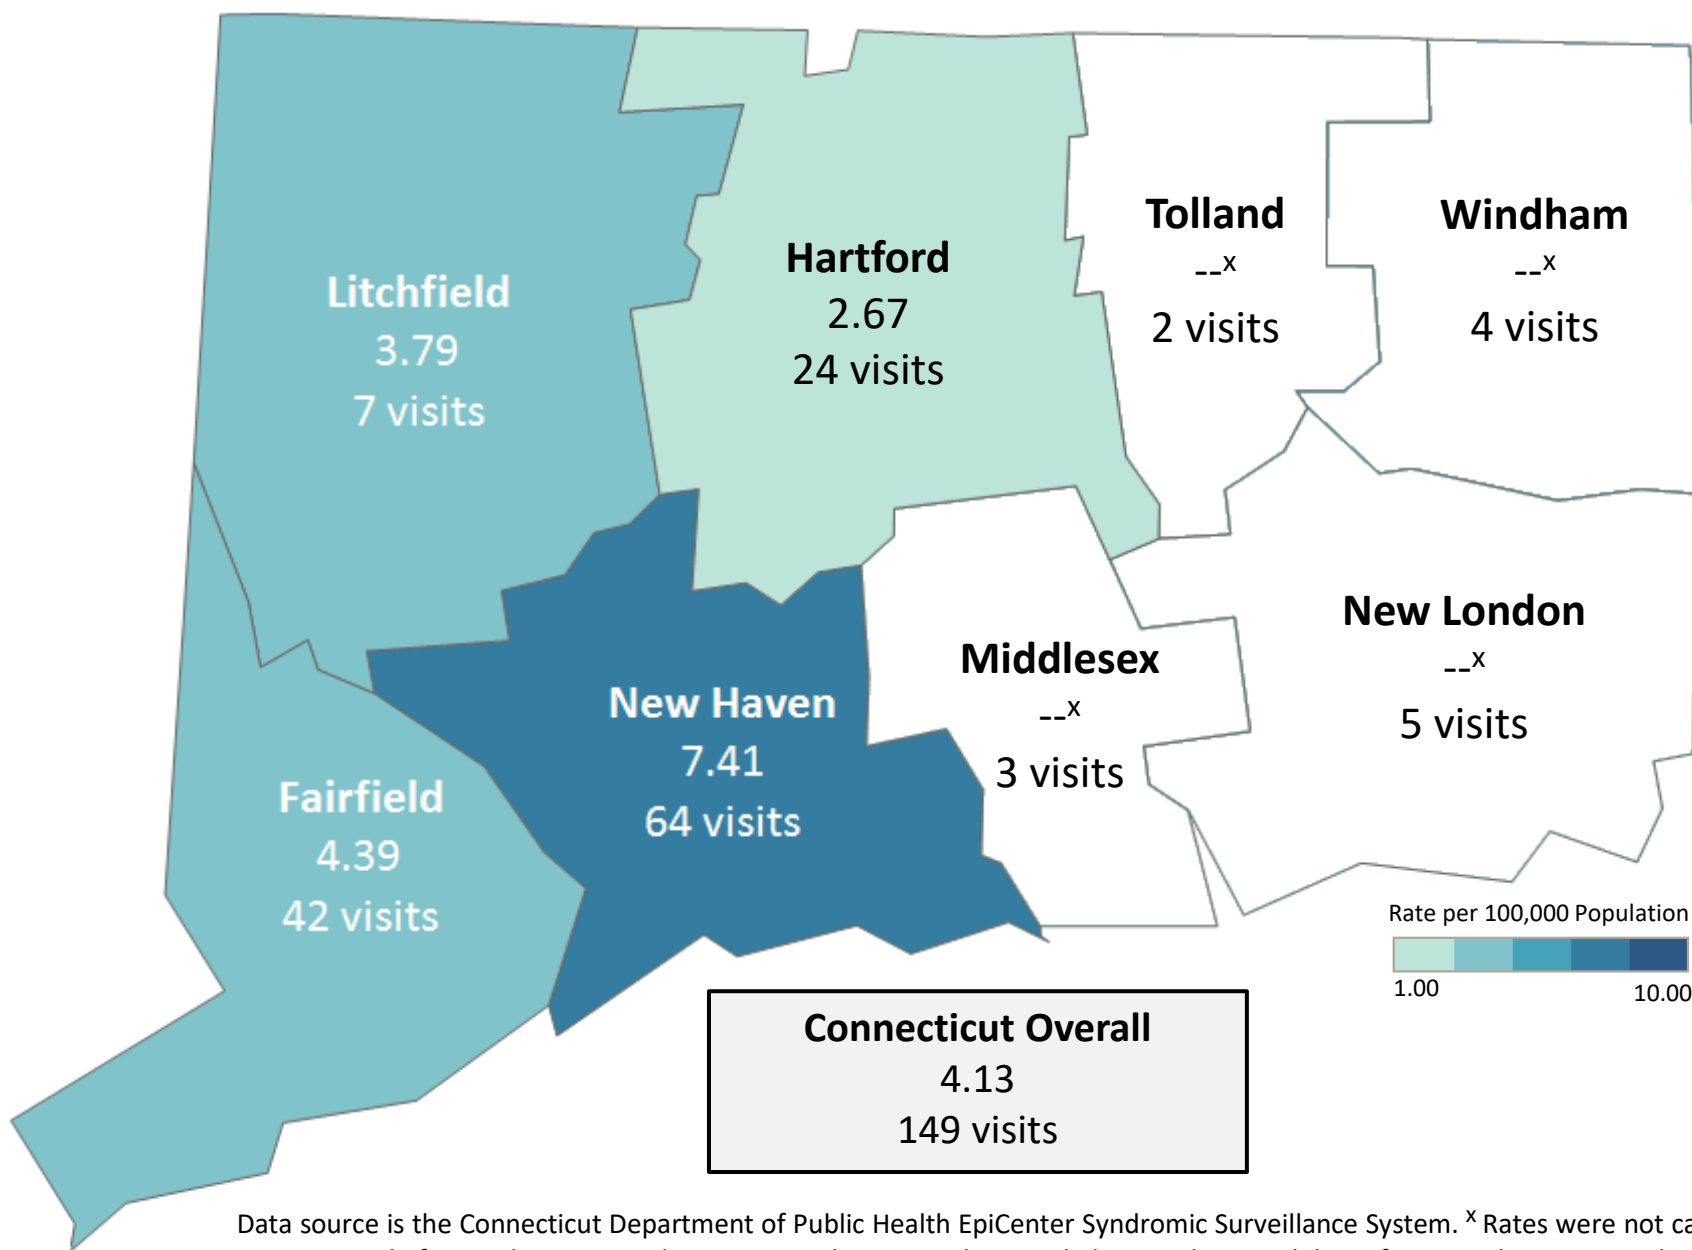 Litchfield
3.79
7 visits
Hartford
2.67
24 visits
Tolland
--x
2 visits
Windham
--x
4 visits
Fairfield
4.39
42 visits
New Haven
7.41
64 visits
Middlesex
--x
3 visits
New London
--x
5 visits
Rate per 100,000 Population
1.00
10.00
Connecticut Overall
4.13
149 visits
Data source is the Connecticut Department of Public Health EpiCenter Syndromic Surveillance System. x Rates were not ca